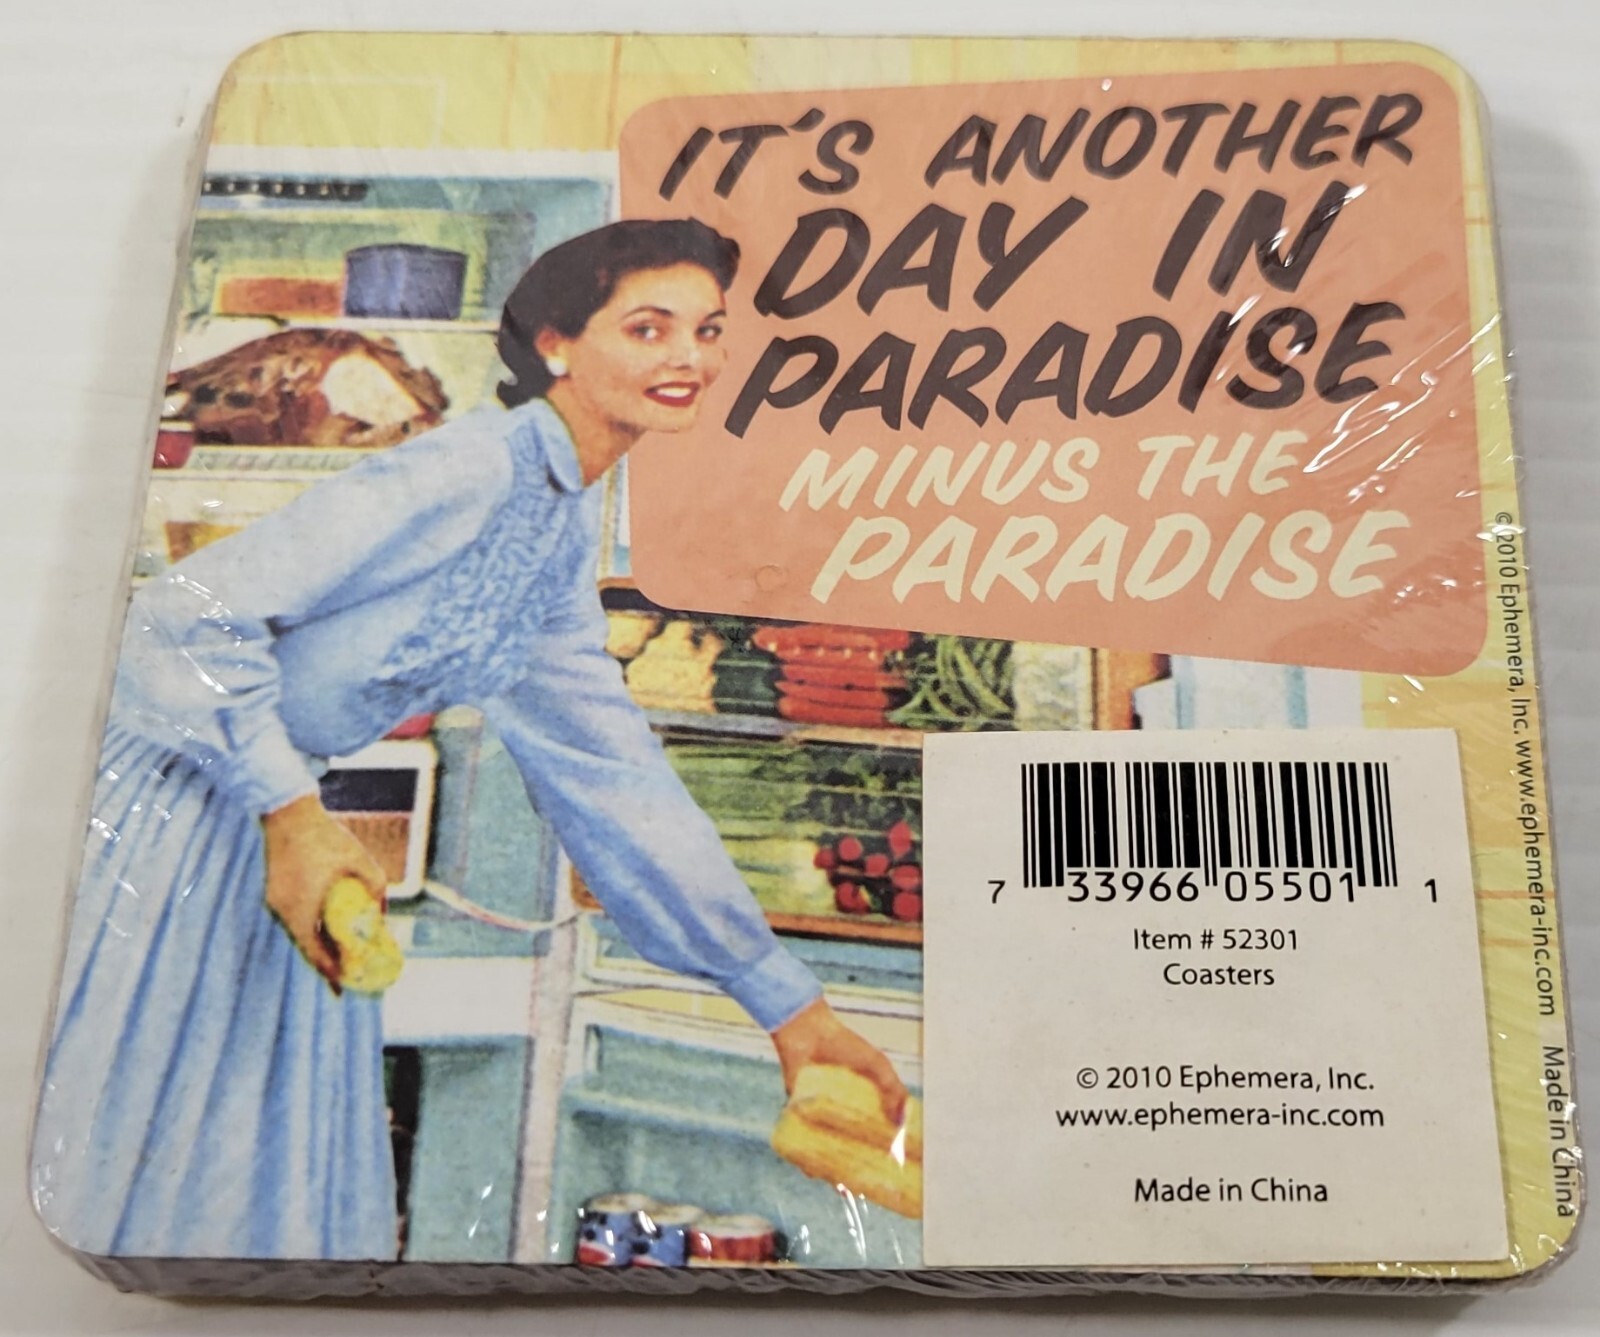 IT'S ANOTHER
DAY IN
PARADISE
MINUS THE
PARADISE
© 2010 Ephemera, Inc. www.ephemera-inc.com Made in China
7 33966 05501 1
Item # 52301
Coasters
© 2010 Ephemera, Inc.
www.ephemera-inc.com
Made in China